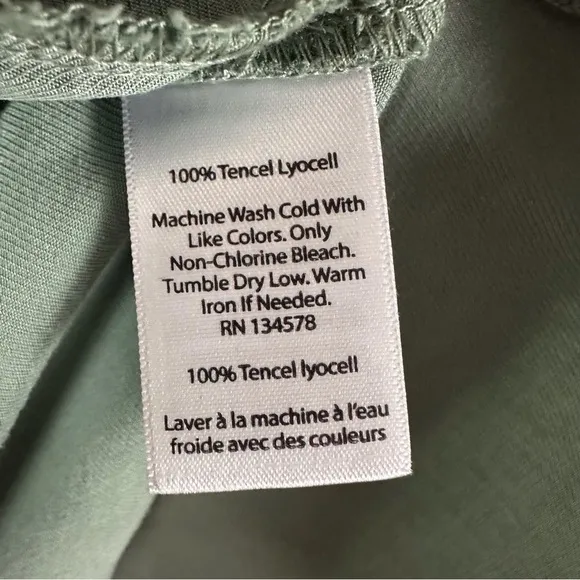 100% Tencel Lyocell
Machine Wash Cold With
Like Colors. Only
Non-Chlorine Bleach.
Tumble Dry Low. Warm
Iron If Needed.
RN 134578
100% Tencel lyocell
Laver à la machine à l'eau
froide avec des couleurs